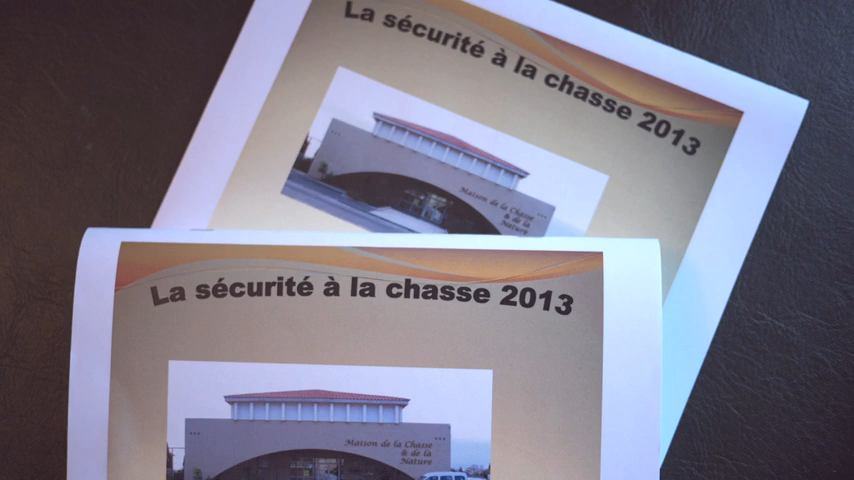 La sécurité à la chasse 2013
Maison de la Chasse
& de la
Nature
La sécurité à la chasse 2013
Maison de la Chasse
& de la
Nature